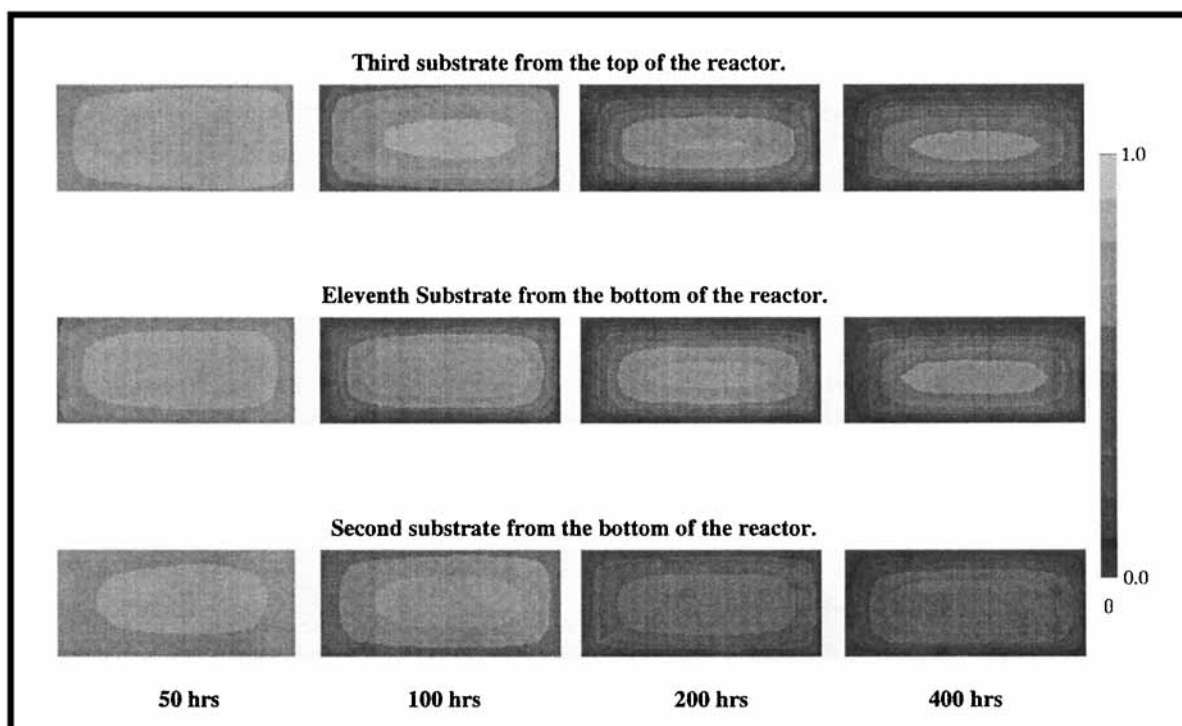 Third substrate from the top of the reactor.
1.0
Eleventh Substrate from the bottom of the reactor.
Second substrate from the bottom of the reactor.
0.0
0
50 hrs 100 hrs 200 hrs 400 hrs